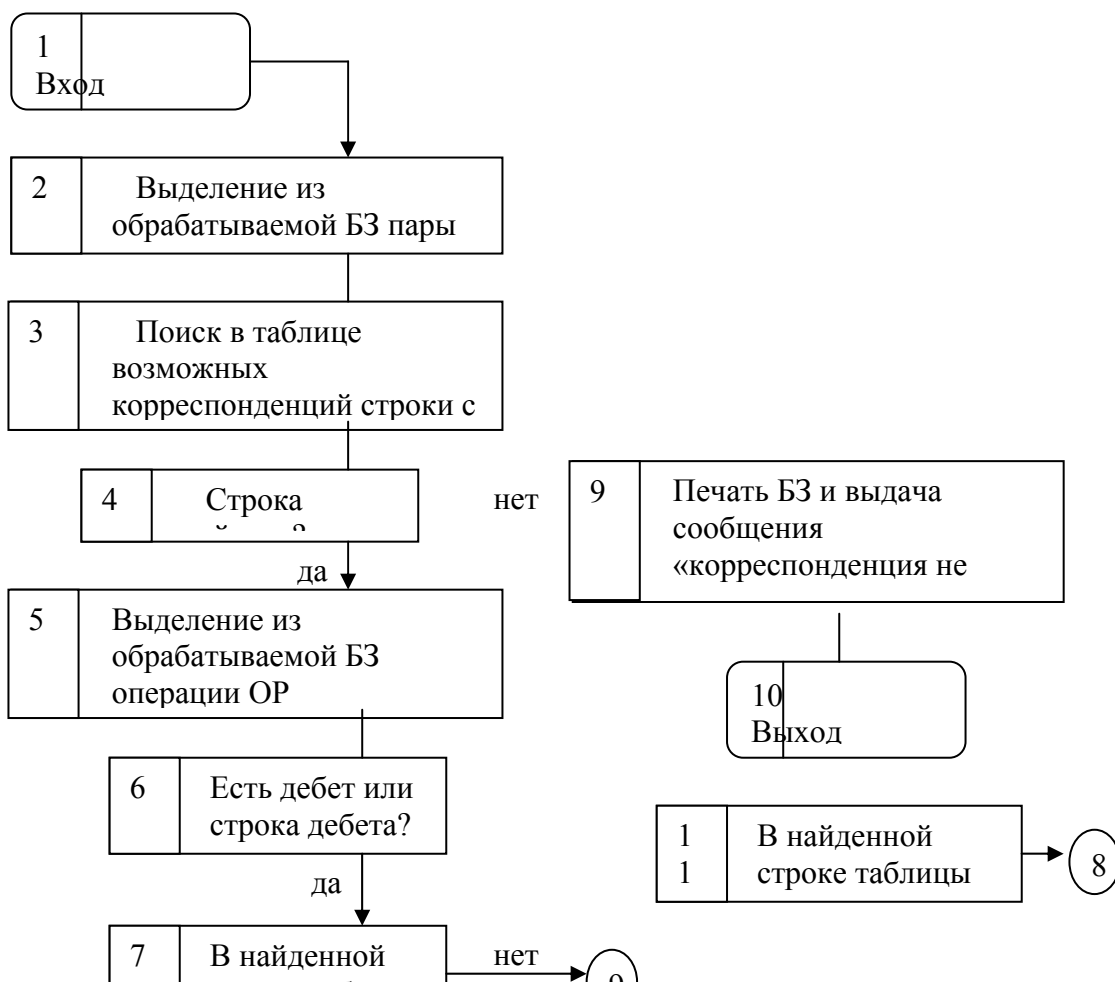 1
Вход
2 Выделение из
обрабатываемой БЗ пары
3 Поиск в таблице
возможных
корреспонденций строки с
4 Строка
нет
9 Печать БЗ и выдача
сообщения
«корреспонденция не
да
5 Выделение из
обрабатываемой БЗ
операции ОР
10
Выход
6 Есть дебет или
строка дебета?
1 В найденной
1 строке таблицы
8
да
7 В найденной
нет